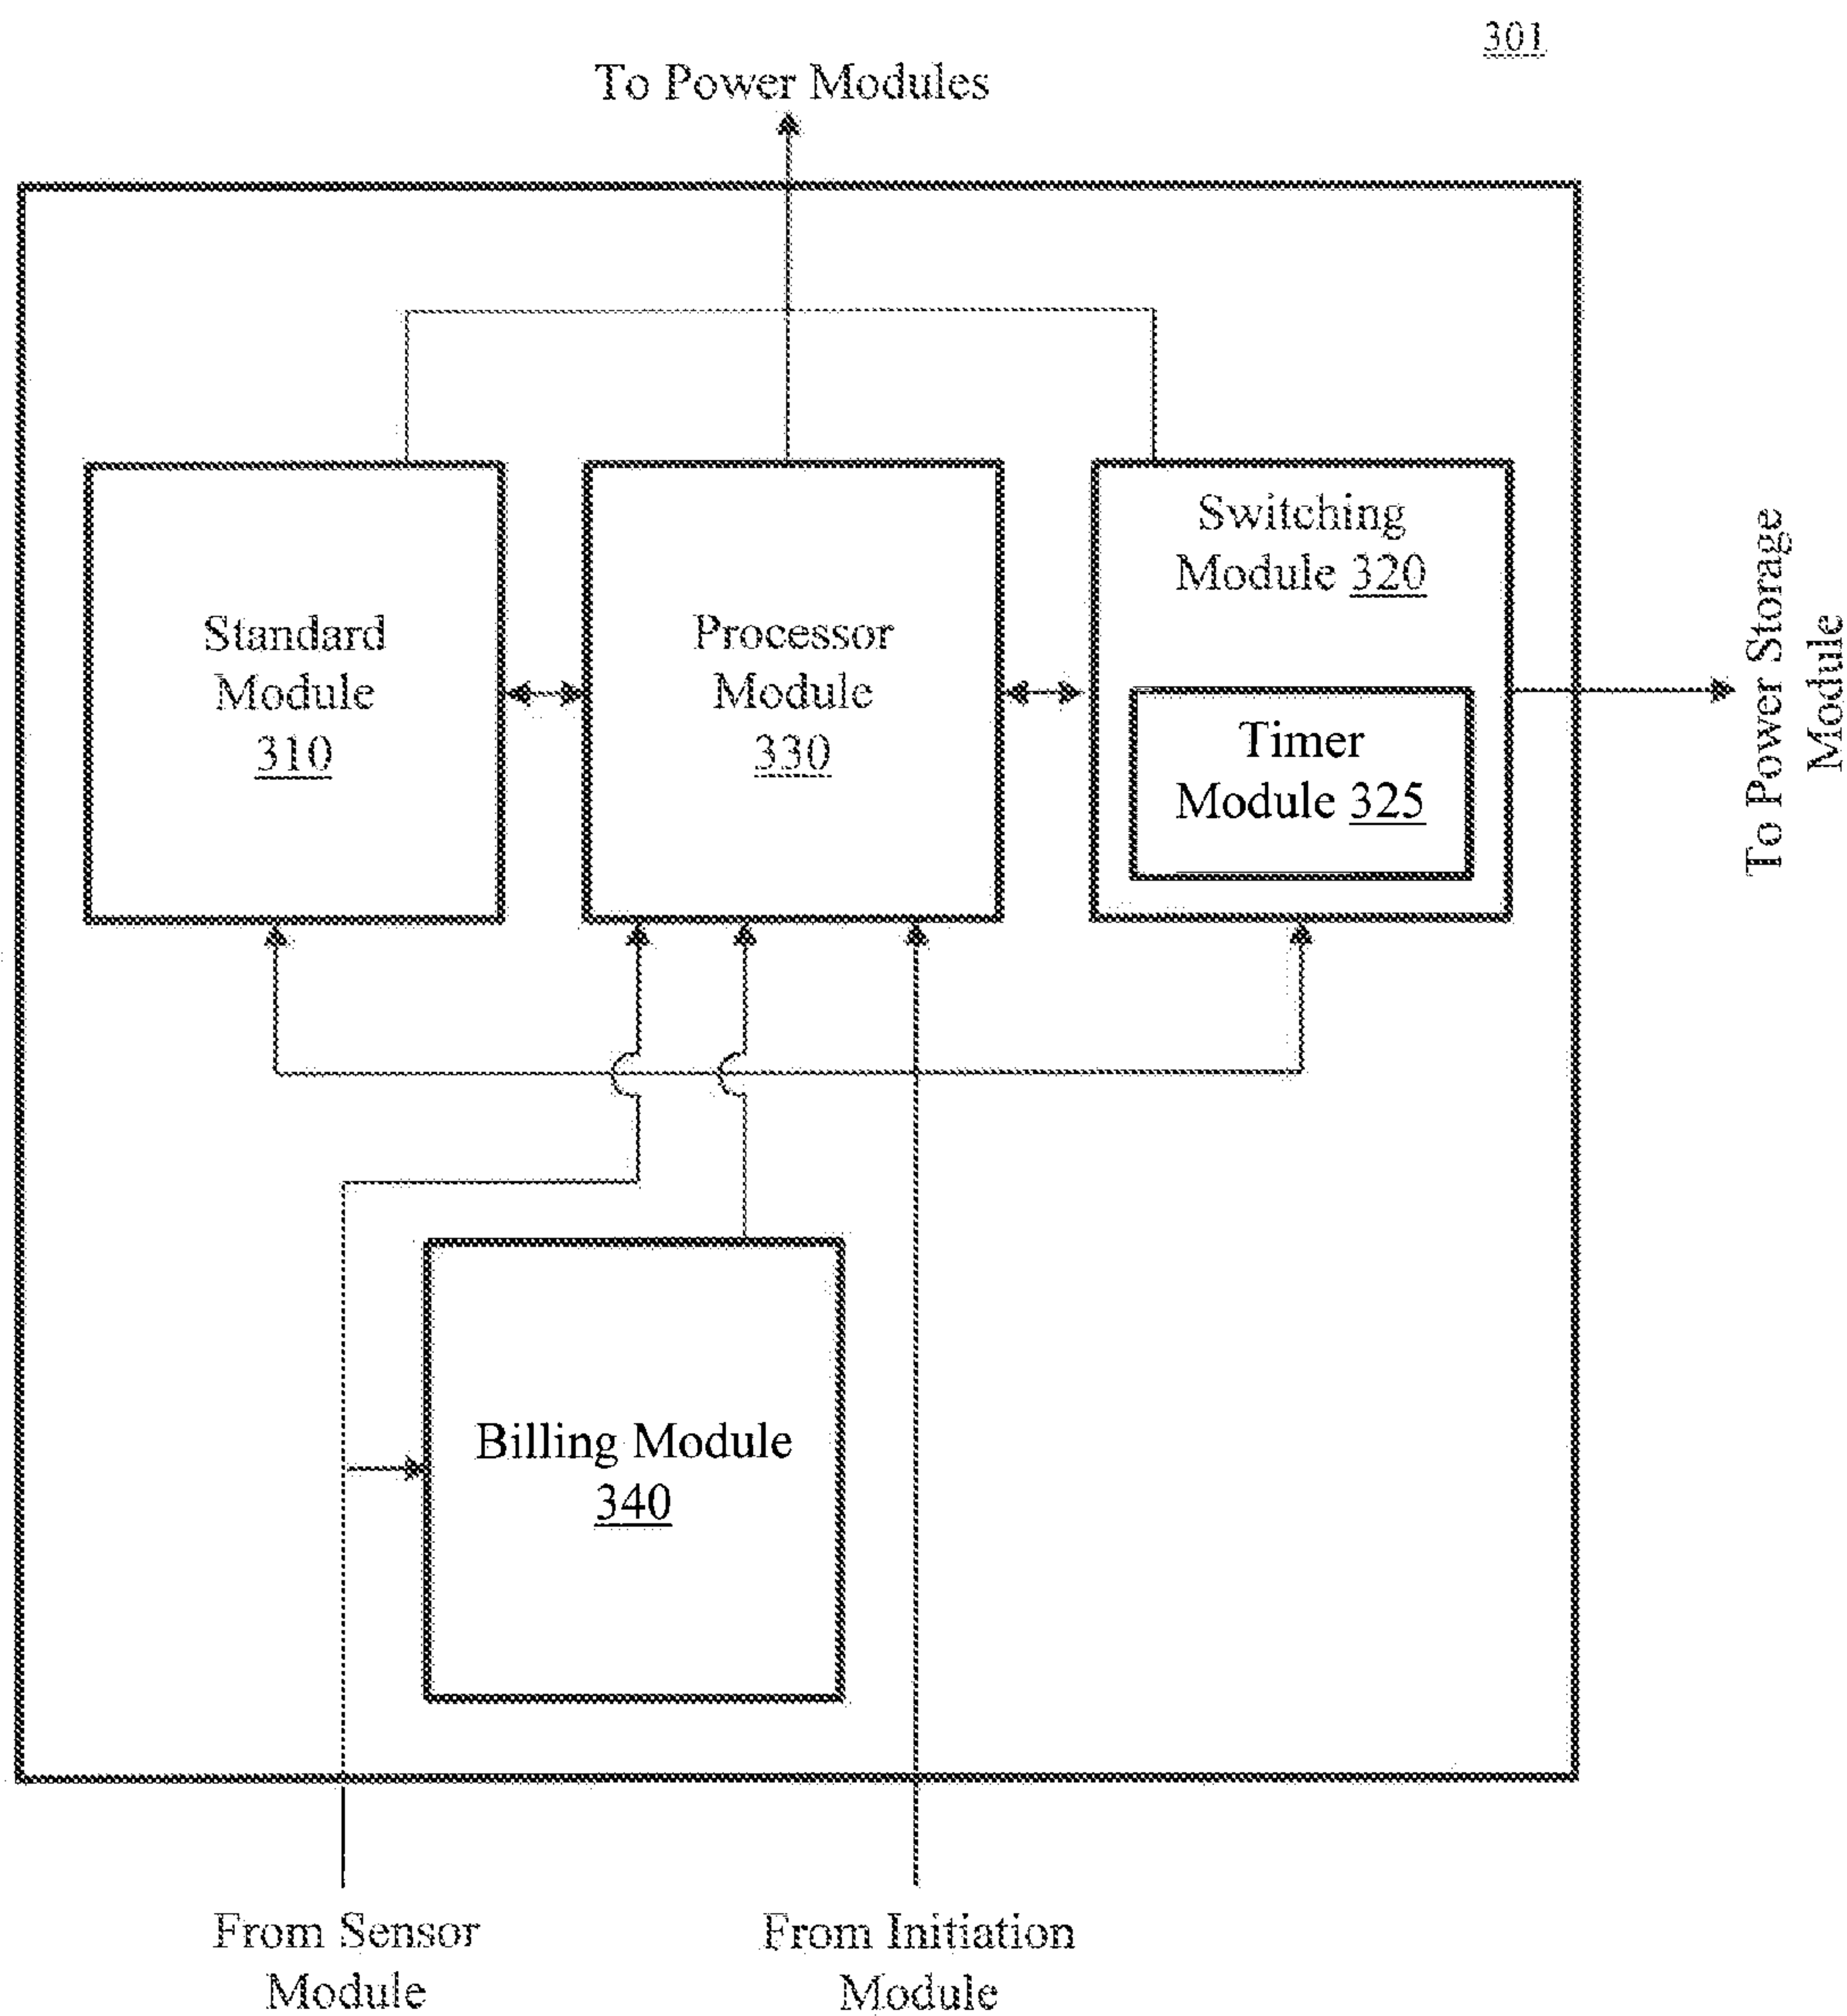 301
To Power Modules
Standard
Module
310
Processor
Module
330
Switching
Module 320
Timer
Module 325
To Power Storage
Module
Billing Module
340
From Sensor
Module
From Initiation
Module